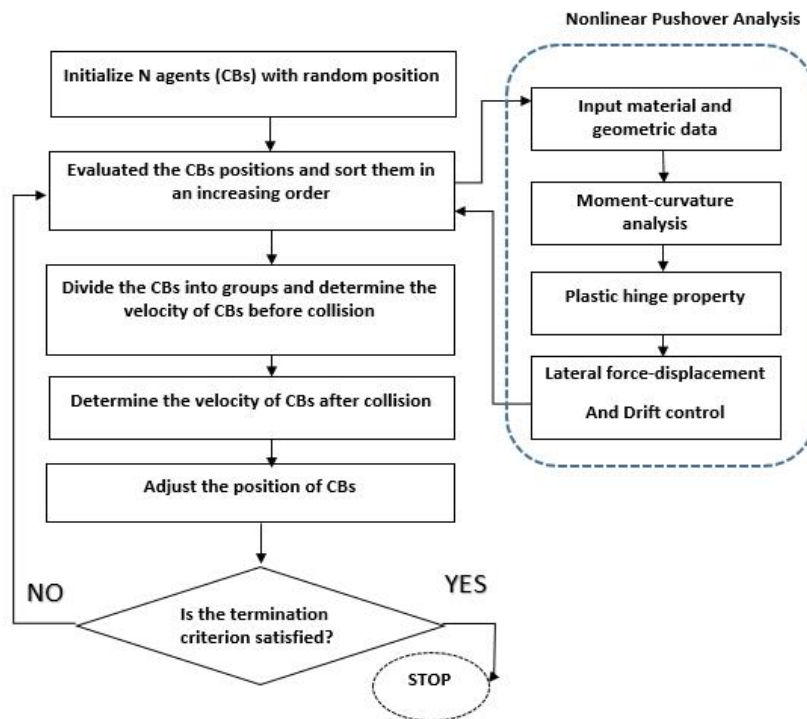 Nonlinear Pushover Analysis
Initialize N agents (CBs) with random position
Evaluated the CBs positions and sort them in
an increasing order
Divide the CBs into groups and determine the
velocity of CBs before collision
Determine the velocity of CBs after collision
Adjust the position of CBs
Is the termination
criterion satisfied?
NO
YES
STOP
Input material and
geometric data
Moment-curvature
analysis
Plastic hinge property
Lateral force-displacement
And Drift control